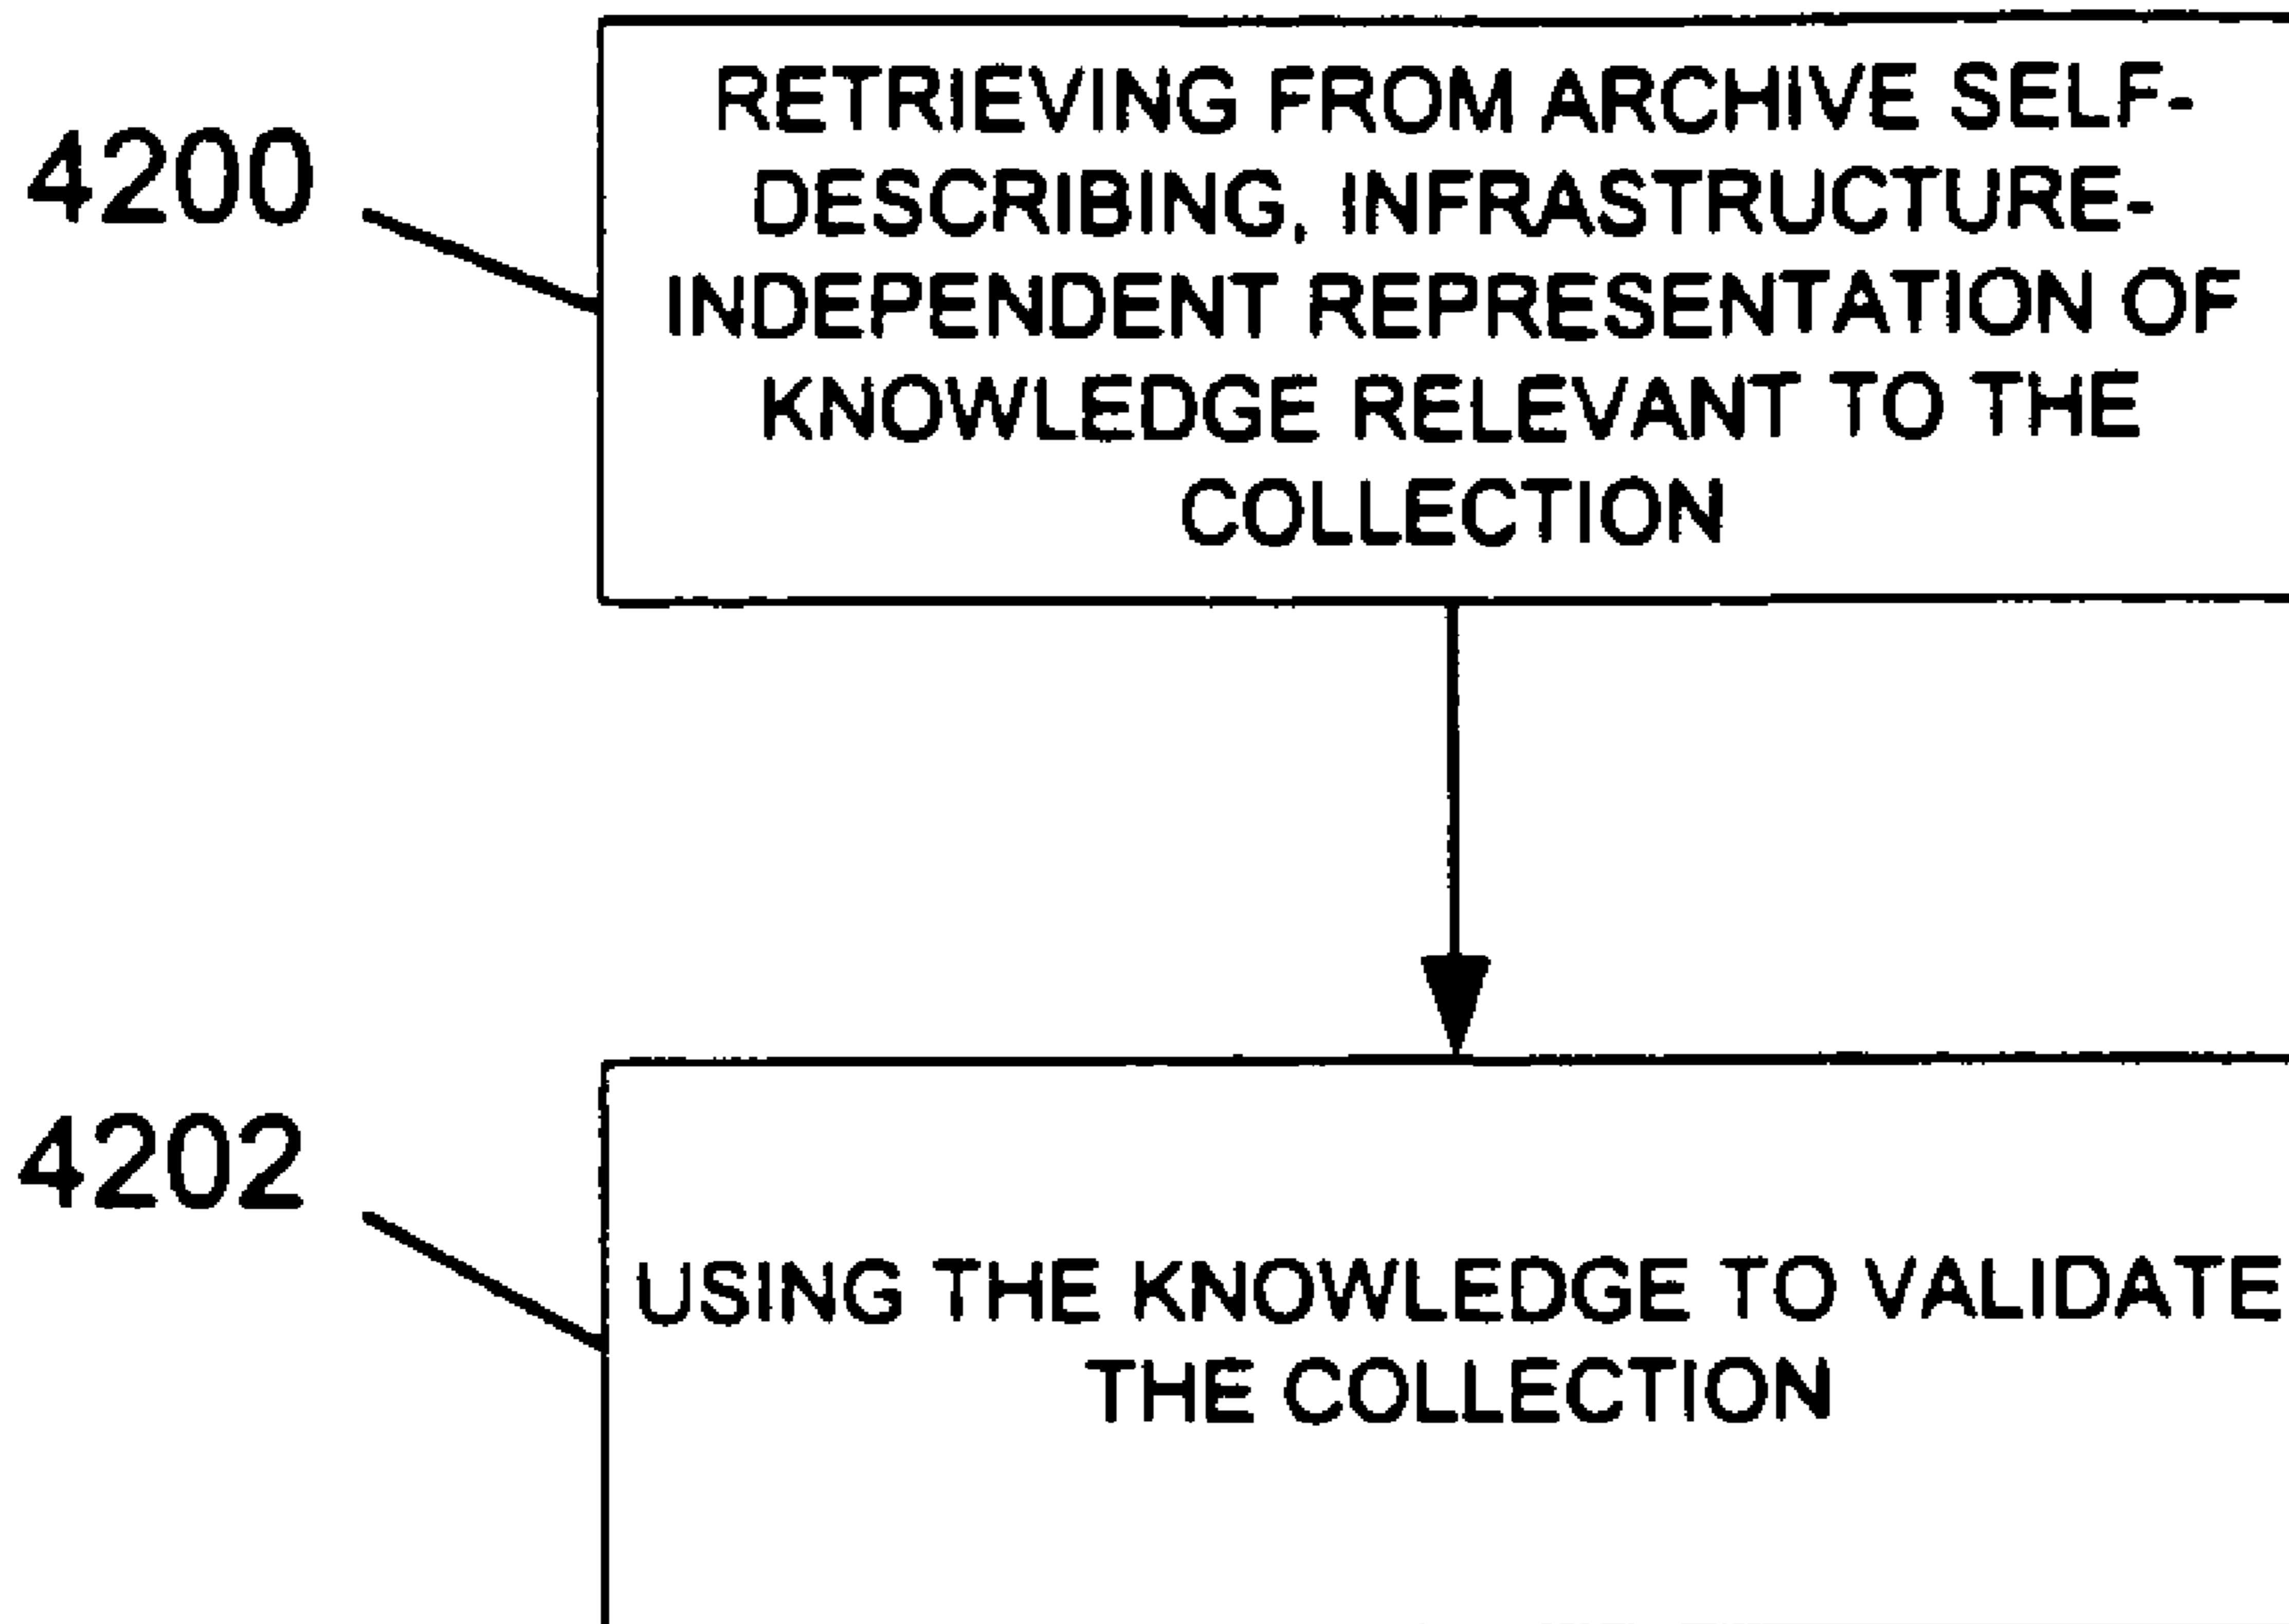 4200
RETRIEVING FROM ARCHIVE SELF-
DESCRIBING, INFRASTRUCTURE-
INDEPENDENT REPRESENTATION OF
KNOWLEDGE RELEVANT TO THE
COLLECTION
4202
USING THE KNOWLEDGE TO VALIDATE
THE COLLECTION